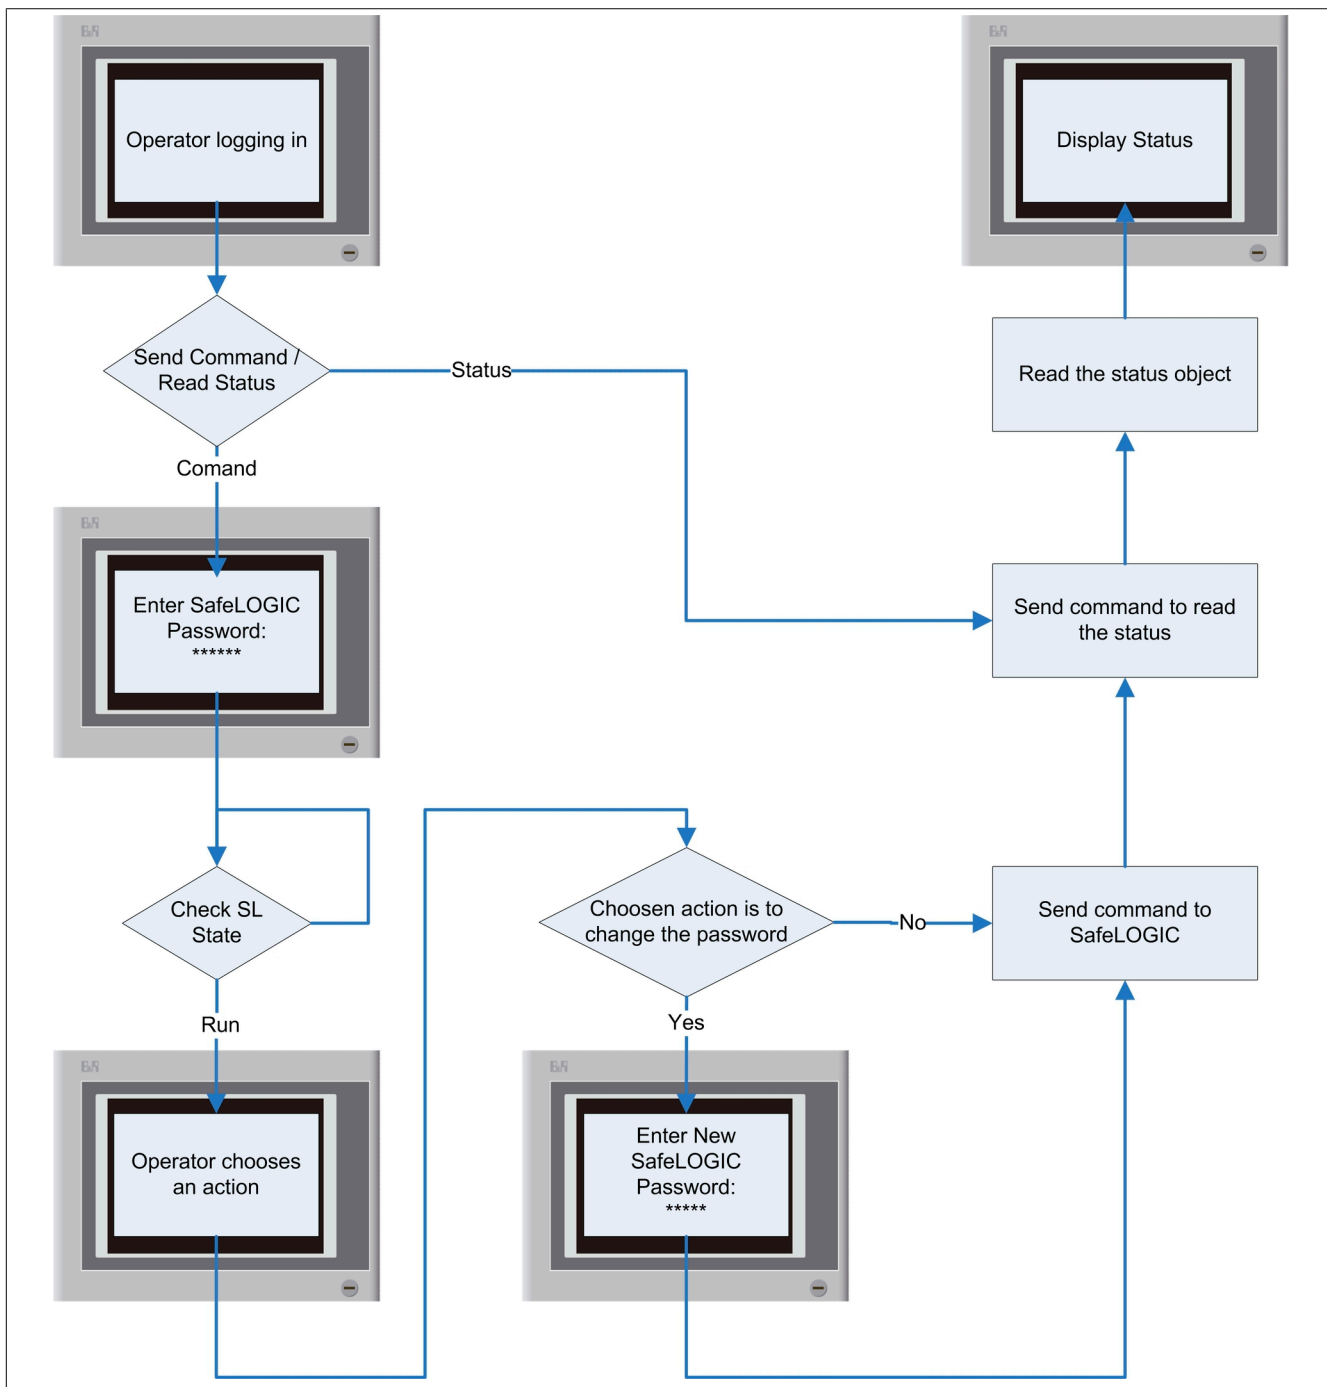 B&R
Operator logging in
B&R
Display Status
Send Command /
Read Status
Status
Read the status object
Comand
B&R
Enter SafeLOGIC
Password:
******
Send command to read
the status
Check SL
State
Choosen action is to
change the password
No
Send command to
SafeLOGIC
Run
Yes
B&R
Operator chooses
an action
B&R
Enter New
SafeLOGIC
Password:
*****